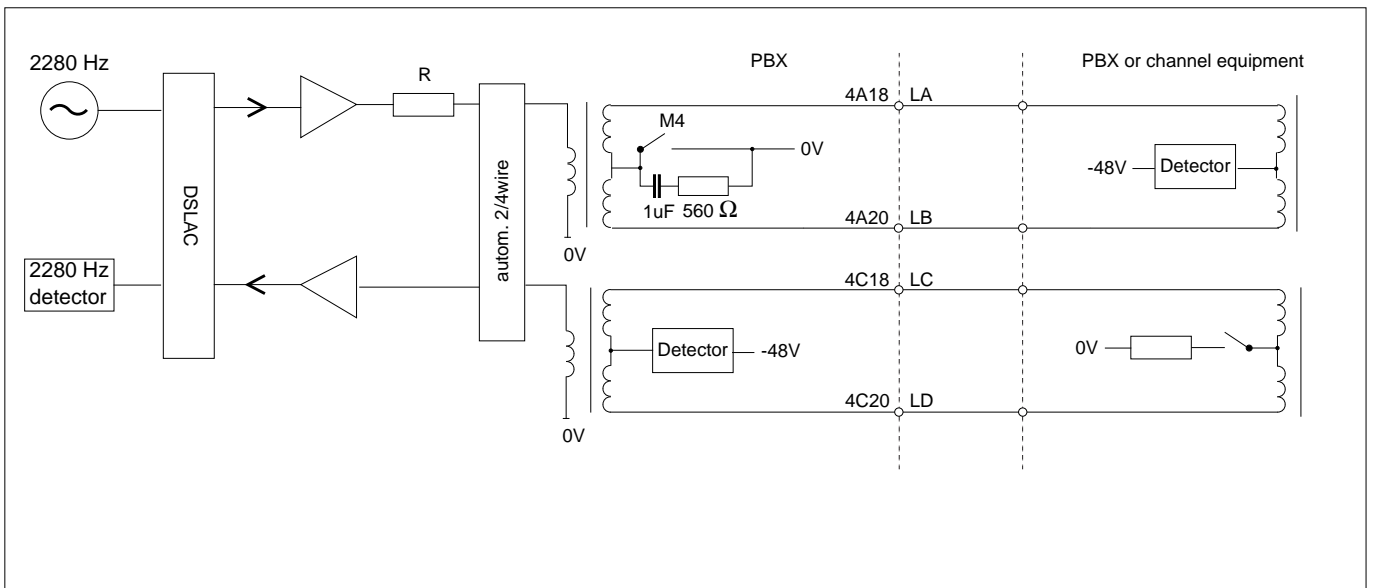 PBX
PBX or channel equipment
2280 Hz
R
4A18 LA
M4
0V
-48V
Detector
DSLAC
autom. 2/4wire
1uF 560 Ω
4A20 LB
0V
2280 Hz
detector
4C18 LC
Detector
-48V
0V
4C20 LD
0V